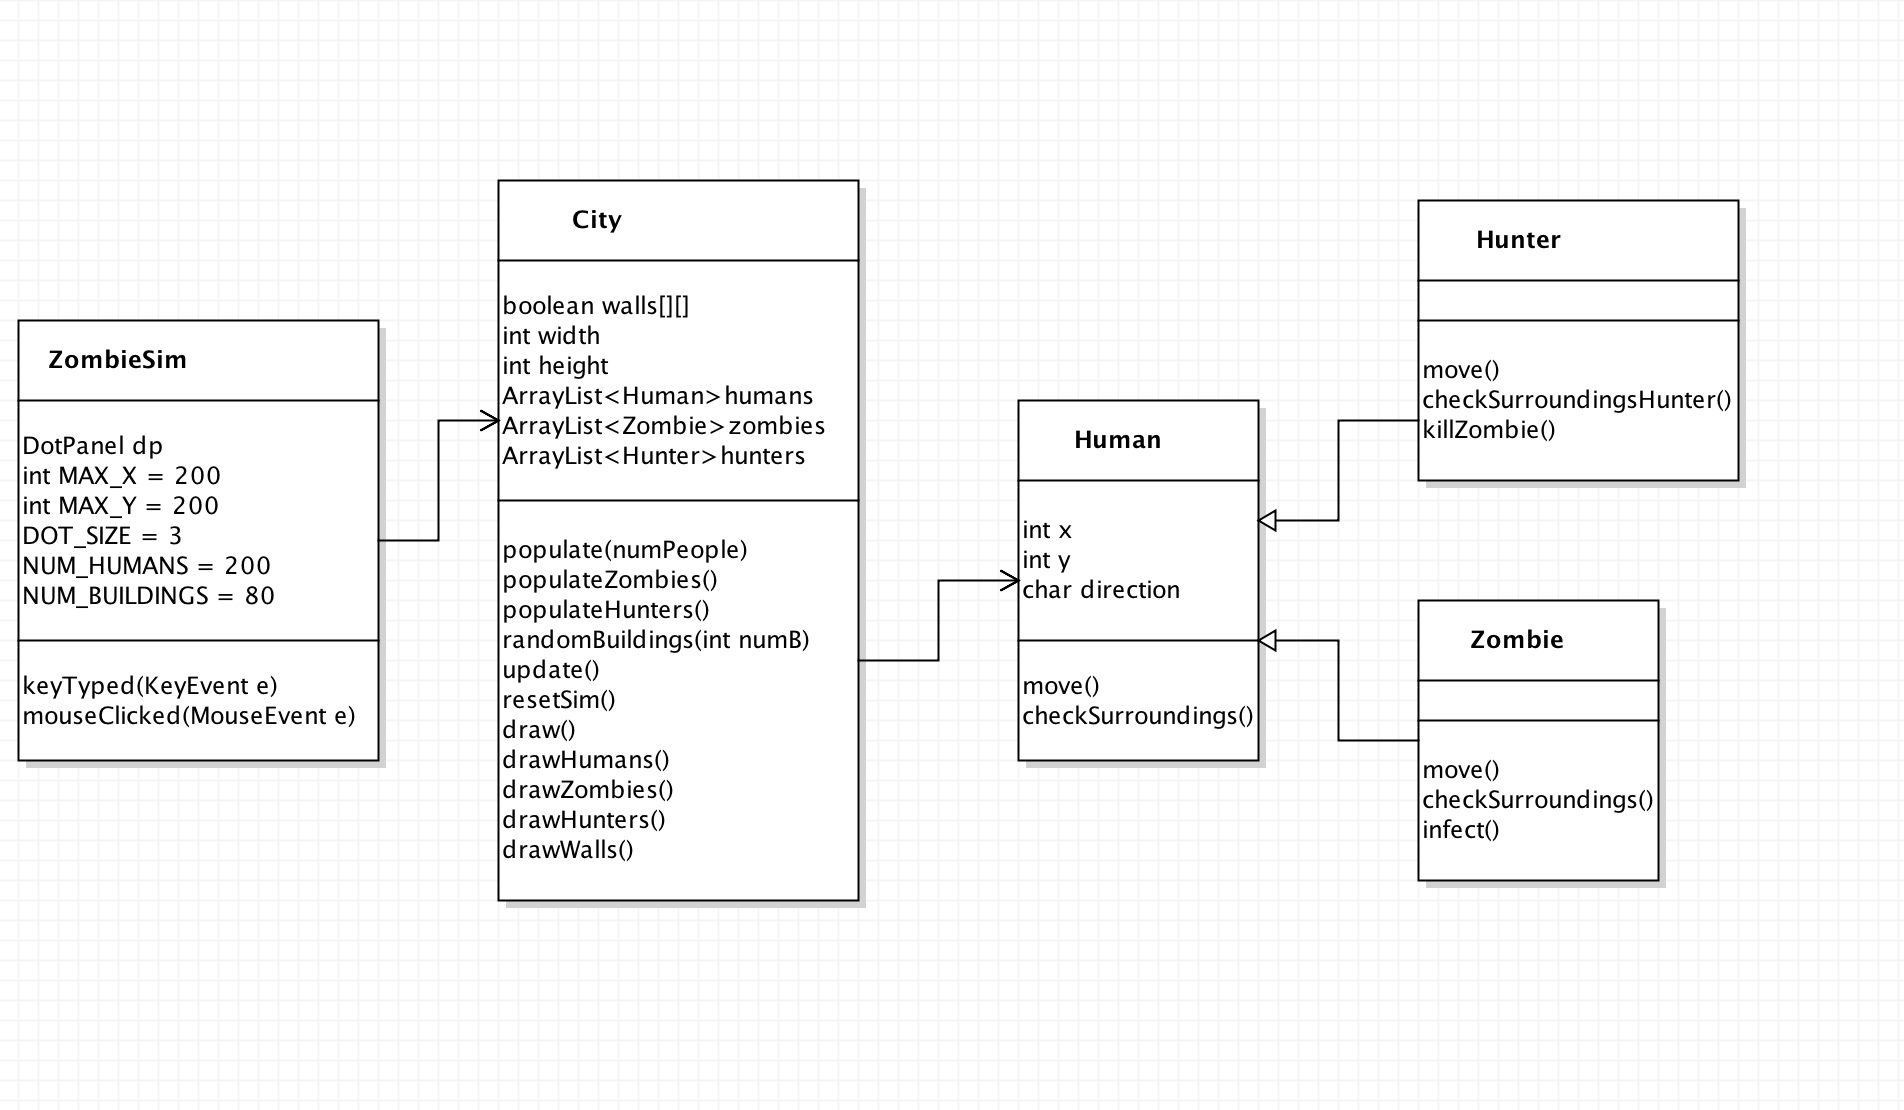 ZombieSim
DotPanel dp
int MAX_X = 200
int MAX_Y = 200
DOT_SIZE = 3
NUM_HUMANS = 200
NUM_BUILDINGS = 80
keyTyped(KeyEvent e)
mouseClicked(MouseEvent e)
City
boolean walls[][]
int width
int height
ArrayList<Human>humans
ArrayList<Zombie>zombies
ArrayList<Hunter>hunters
populate(numPeople)
populateZombies()
populateHunters()
randomBuildings(int numB)
update()
resetSim()
draw()
drawHumans()
drawZombies()
drawHunters()
drawWalls()
Human
int x
int y
char direction
move()
checkSurroundings()
Hunter
move()
checkSurroundingsHunter()
killZombie()
Zombie
move()
checkSurroundings()
infect()